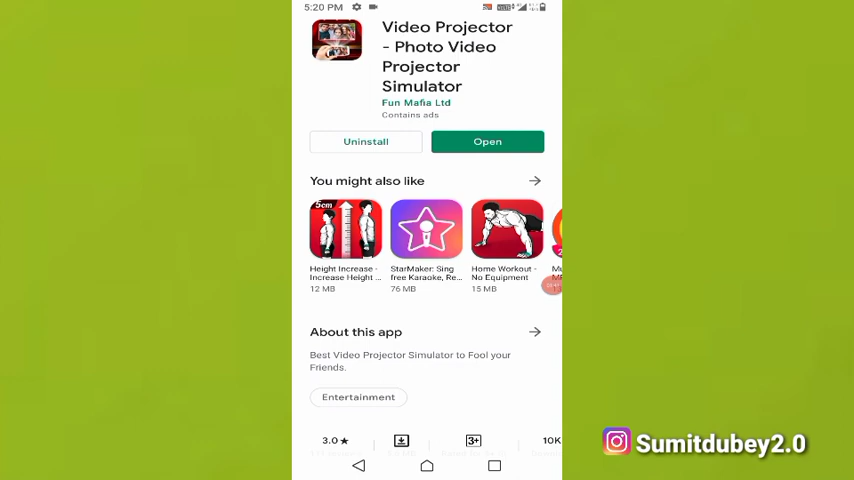 5:20 PM
Video Projector
- Photo Video
Projector
Simulator
Fun Mafia Ltd
Contains ads
Uninstall
Open
You might also like
5cm
Height Increase -
Increase Height ...
12 MB
StarMaker: Sing
free Karaoke, Re...
76 MB
Home Workout -
No Equipment
15 MB
About this app
Best Video Projector Simulator to Fool your
Friends.
Entertainment
3.0★
3+
10K
Sumitdubey2.0